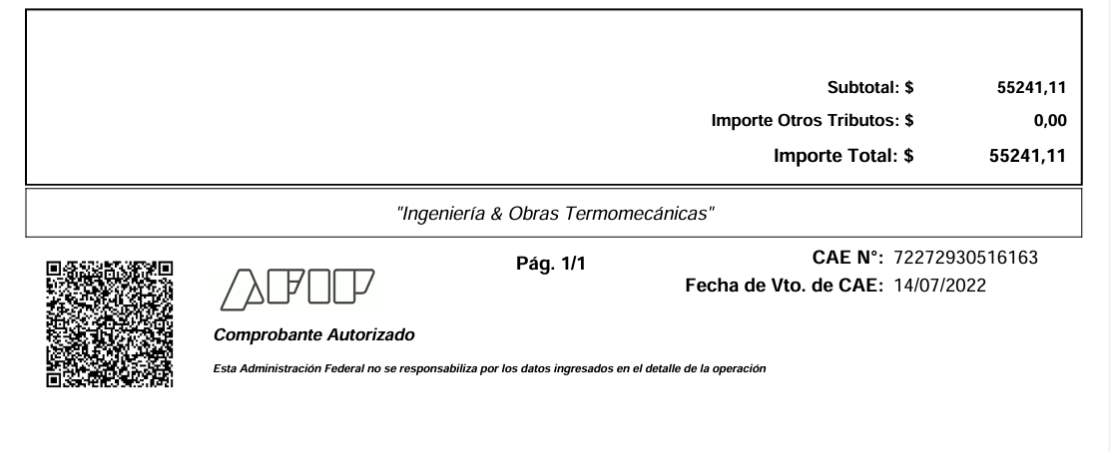 Subtotal: $ 55241,11
Importe Otros Tributos: $ 0,00
Importe Total: $ 55241,11
"Ingeniería & Obras Termomecánicas"
Pág. 1/1
CAE N°: 72272930516163
Fecha de Vto. de CAE: 14/07/2022
AFIP
Comprobante Autorizado
Esta Administración Federal no se responsabiliza por los datos ingresados en el detalle de la operación